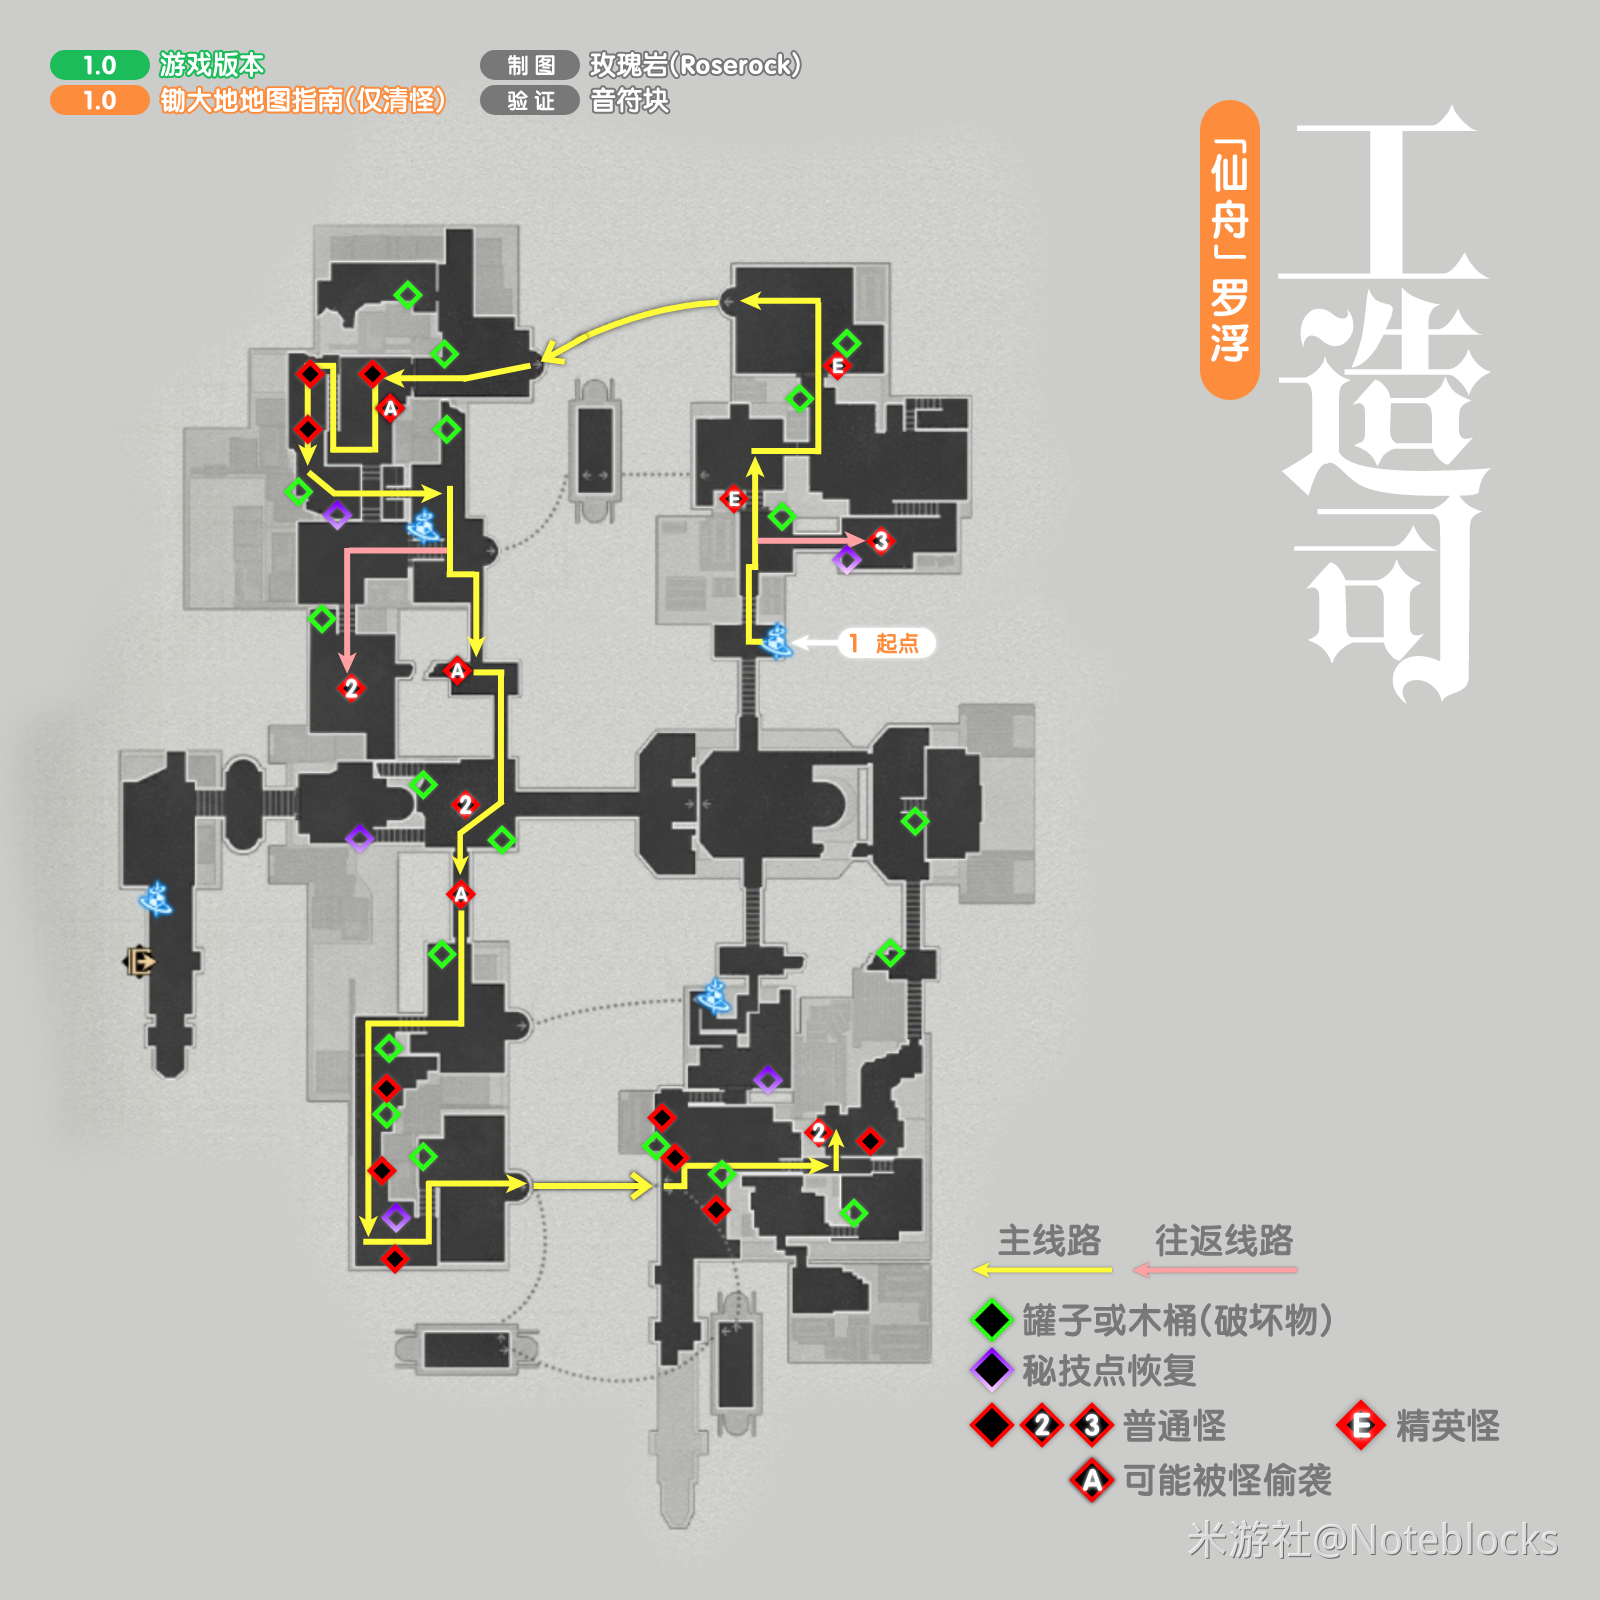 1.0 游戏版本
1.0 锄大地地图指南(仅清怪)
制图 玫瑰岩(Roserock)
验证 音符块
「仙舟」罗浮
工造司
E
A
E
3
1 起点
A
2
2
A
2
主线路 往返线路
罐子或木桶(破坏物)
秘技点恢复
2 3 普通怪 E 精英怪
A 可能被怪偷袭
米游社@Noteblocks